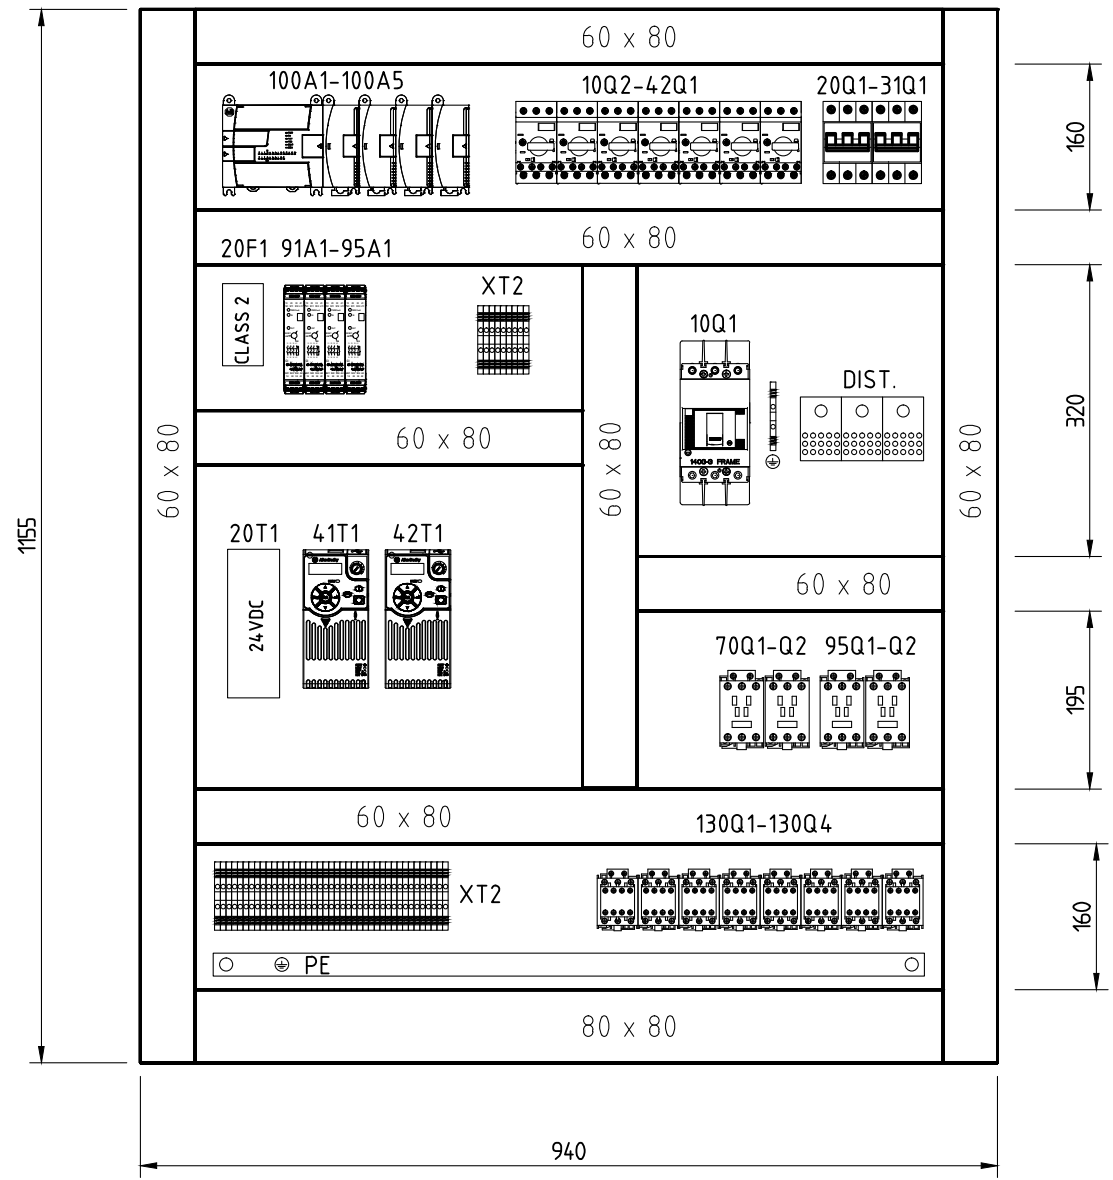 60 x 80
100A1-100A5
10Q2-42Q1
20Q1-31Q1
160
60 x 80
20F1 91A1-95A1
CLASS 2
XT2
10Q1
DIST.
1403-G FRAME
320
60 x 80
60 x 80
60 x 80
60 x 80
1155
20T1
41T1
42T1
24VDC
60 x 80
70Q1-Q2
95Q1-Q2
195
60 x 80
130Q1-130Q4
XT2
160
PE
80 x 80
940